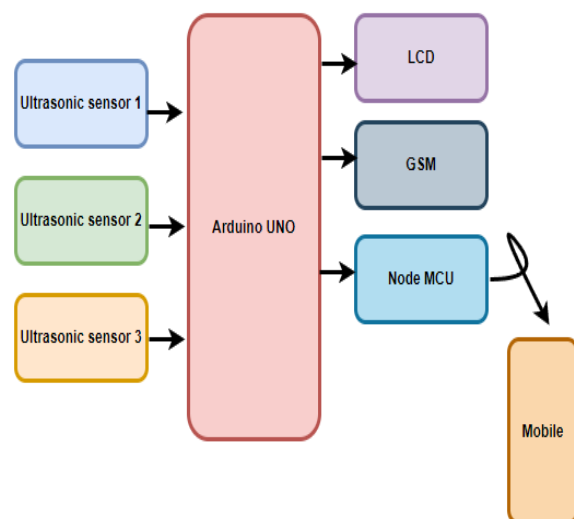 Ultrasonic sensor 1
Ultrasonic sensor 2
Ultrasonic sensor 3
Arduino UNO
LCD
GSM
Node MCU
Mobile